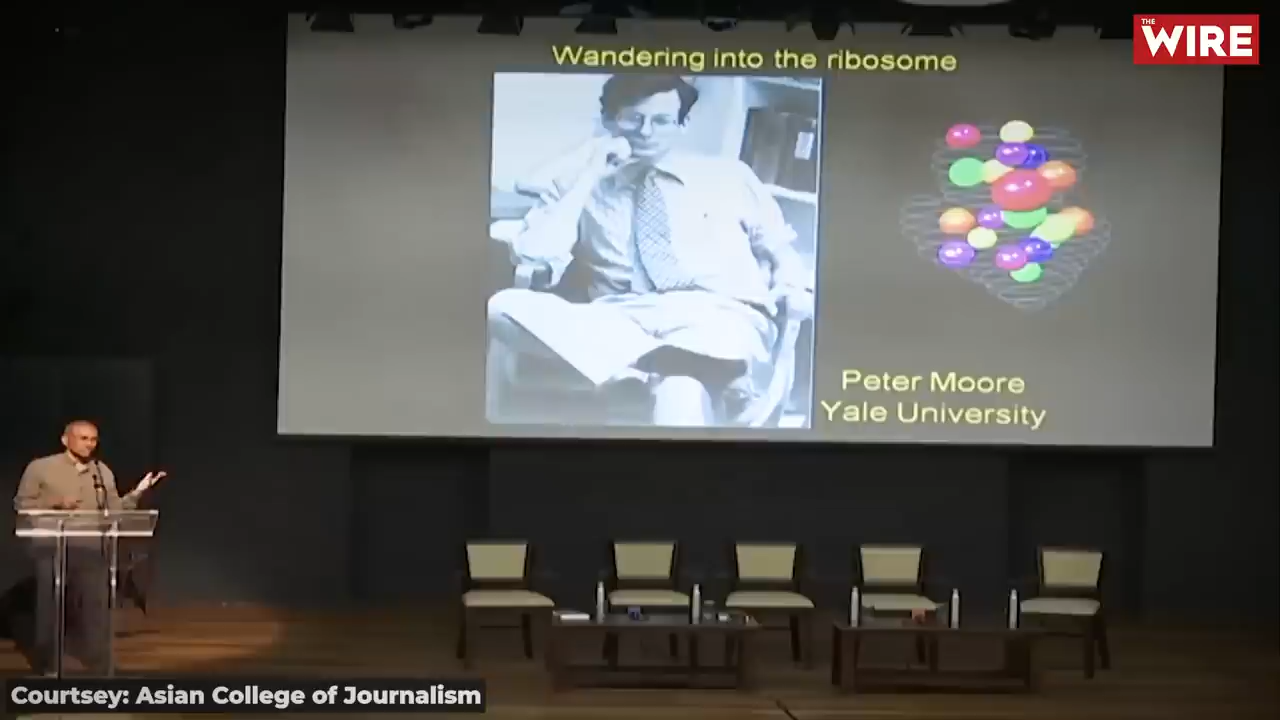 THE
WIRE
Wandering into the ribosome
Peter Moore
Yale University
Courtsey: Asian College of Journalism